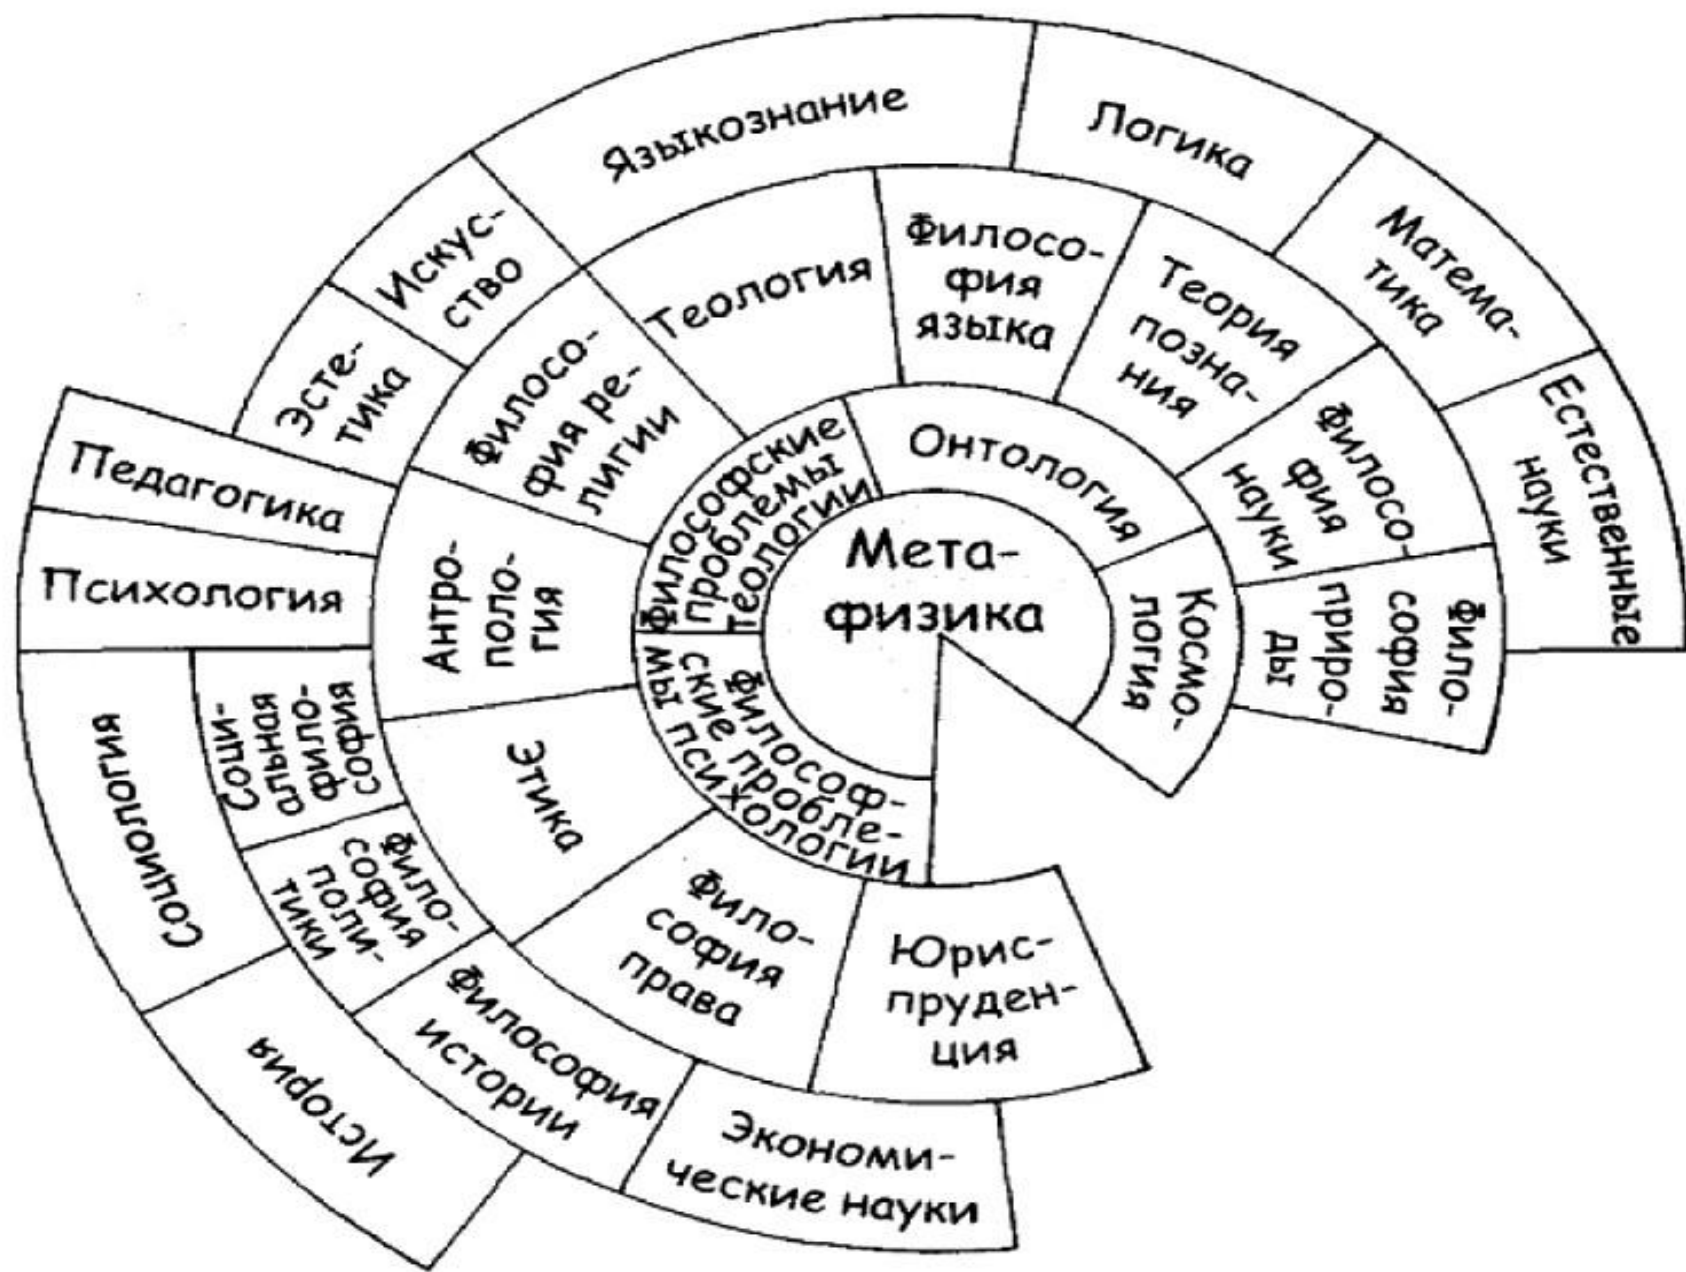 Языкознание
Логика
Матема-
тика
Естественные
науки
Искус-
ство
Эсте-
тика
Педагогика
Психология
Социология
История
Теология
Филосо-
фия
языка
Теория
позна-
ния
Филосо-
фия
науки
Фило-
софия
приро-
ды
Филосо-
фия ре-
лигии
Антро-
поло-
гия
Этика
Фило-
софия
права
Юрис-
пруден-
ция
Соци-
альная
фило-
софия
Фило-
софия
поли-
тики
Философия
истории
Экономи-
ческие науки
Философские
проблемы
теологии
Онтология
Космо-
логия
Философ-
ские пробле-
мы психологии
Мета-
физика